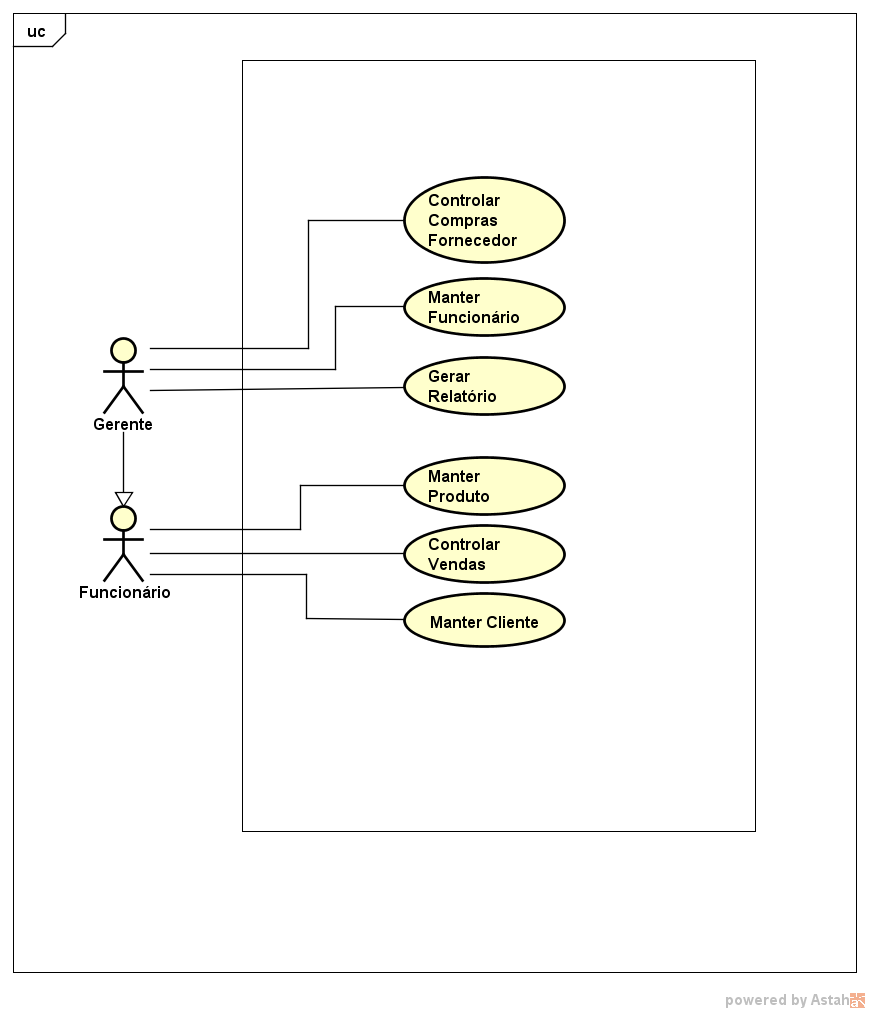 uc
Controlar
Compras
Fornecedor
Manter
Funcionário
Gerar
Relatório
Gerente
Manter
Produto
Controlar
Vendas
Funcionário
Manter Cliente
powered by Astah